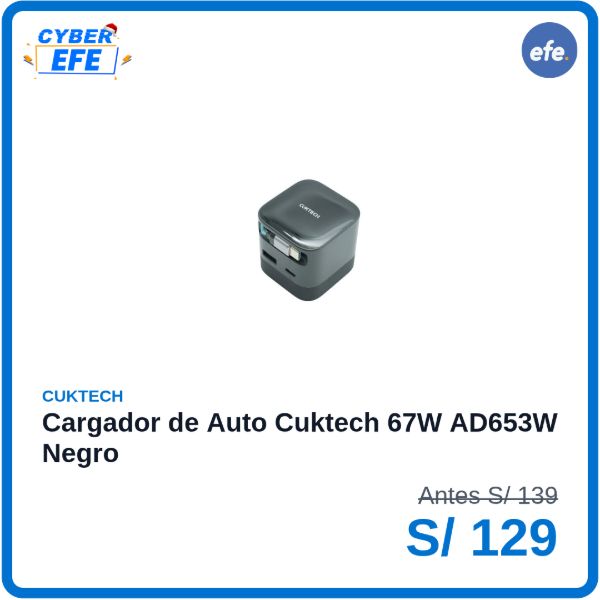 CYBER
EFE
efe.
CUKTECH
CUKTECH
Cargador de Auto Cuktech 67W AD653W
Negro
Antes S/ 139
S/ 129